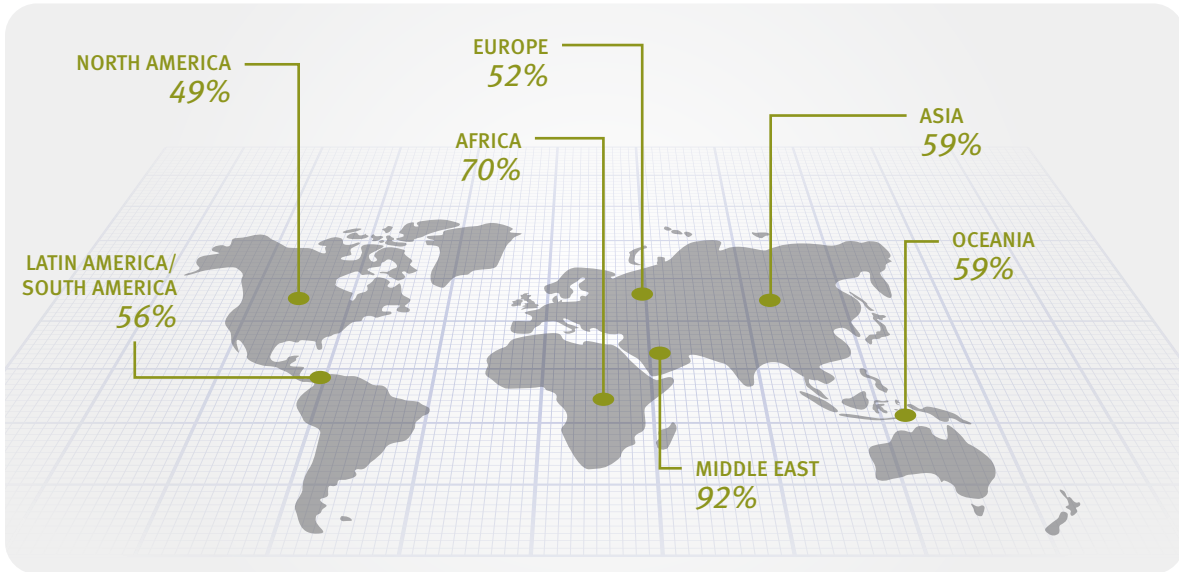 NORTH AMERICA
49%
EUROPE
52%
AFRICA
70%
ASIA
59%
LATIN AMERICA/
SOUTH AMERICA
56%
OCEANIA
59%
MIDDLE EAST
92%